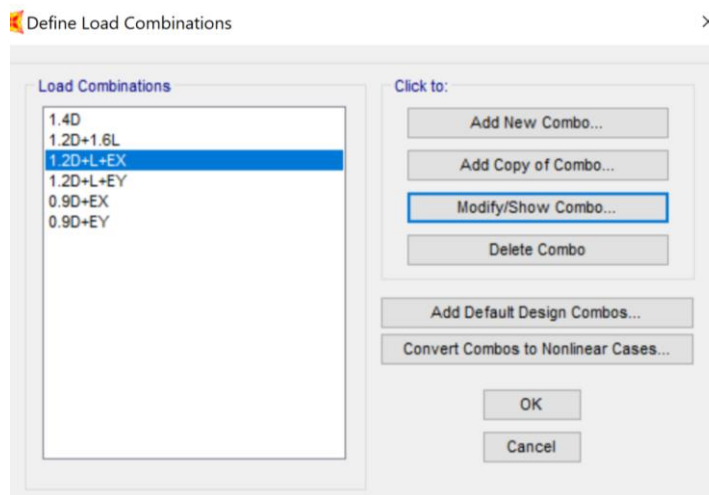 Define Load Combinations
Load Combinations
1.4D
1.2D+1.6L
1.2D+L+EX
1.2D+L+EY
0.9D+EX
0.9D+EY
Click to:
Add New Combo...
Add Copy of Combo...
Modify/Show Combo...
Delete Combo
Add Default Design Combos...
Convert Combos to Nonlinear Cases...
OK
Cancel